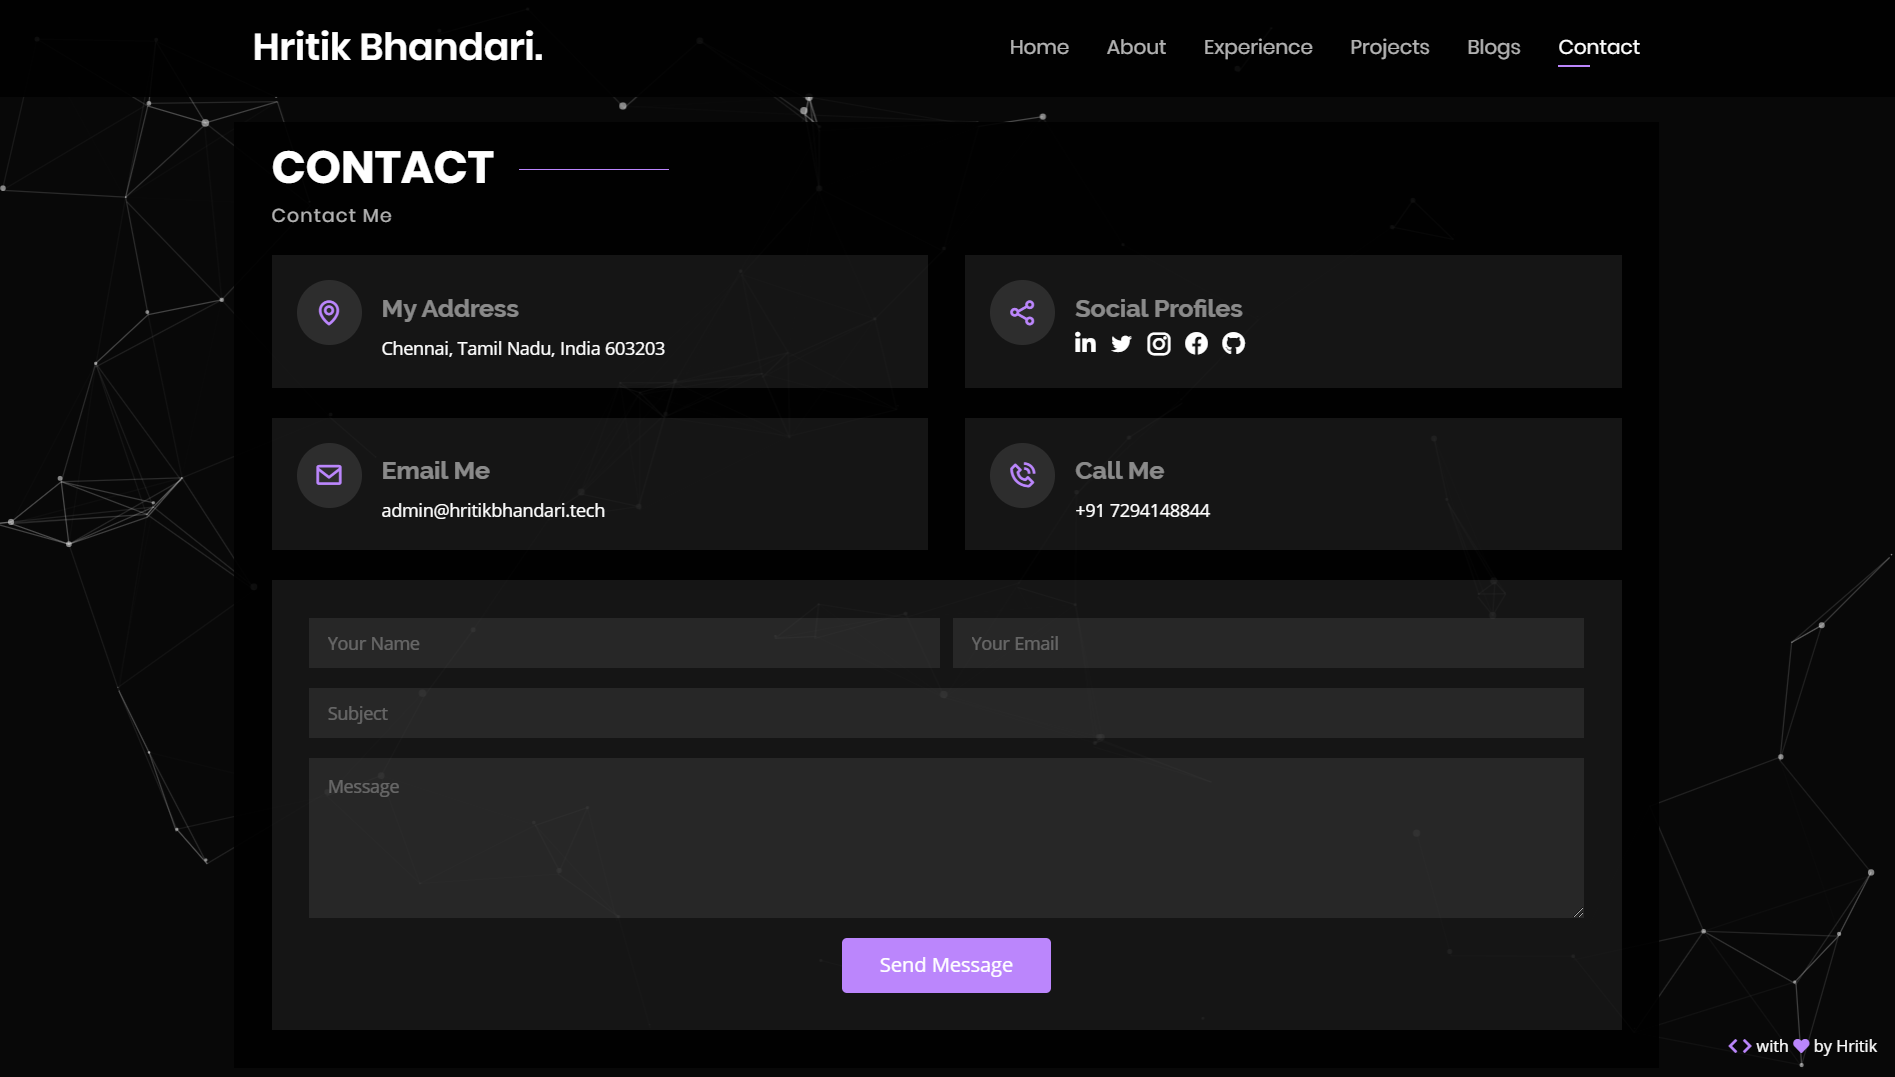 Hritik Bhandari.
Home About Experience Projects Blogs Contact
CONTACT
Contact Me
My Address
Chennai, Tamil Nadu, India 603203
Social Profiles
Email Me
admin@hritikbhandari.tech
Call Me
+91 7294148844
Your Name
Your Email
Subject
Message
Send Message
with by Hritik